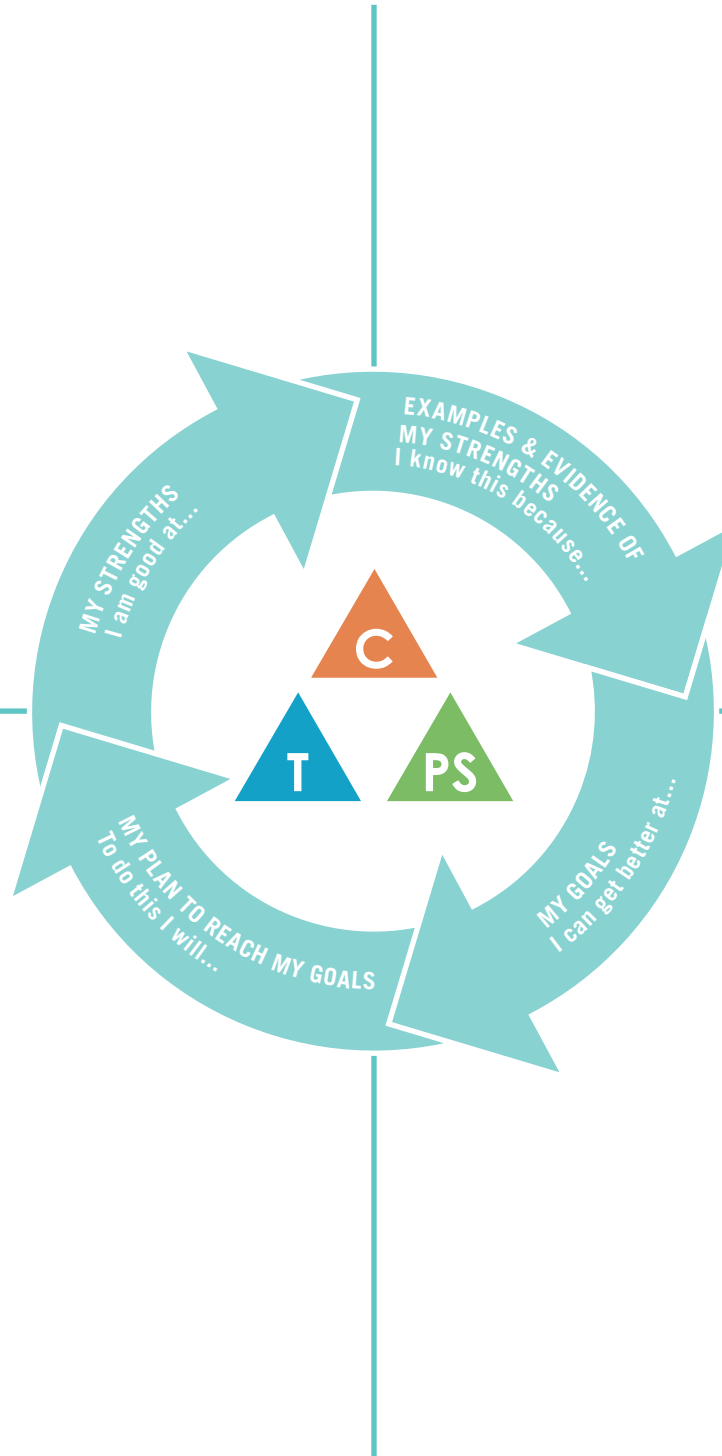 MY STRENGTHS
I am good at...
EXAMPLES & EVIDENCE OF
MY STRENGTHS
I know this because...
MY GOALS
I can get better at...
MY PLAN TO REACH MY GOALS
To do this I will...
C
T
PS